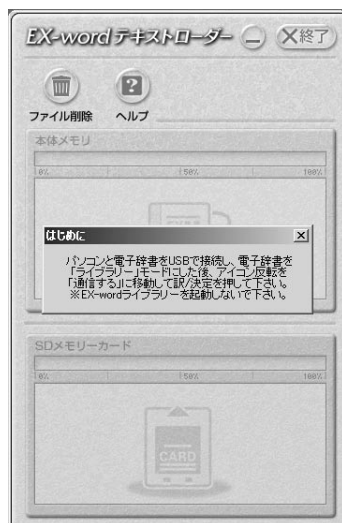 EX-word テキストローダー
×終了
ファイル削除 ヘルプ
本体メモリ
0% 50% 100%
はじめに
パソコンと電子辞書をUSBで接続し、電子辞書を
「ライブラリー」モードにした後、アイコン反転を
「通信する」に移動して訳/決定を押して下さい。
※EX-wordライブラリーを起動しないで下さい。
SDメモリーカード
0% 50% 100%
CARD